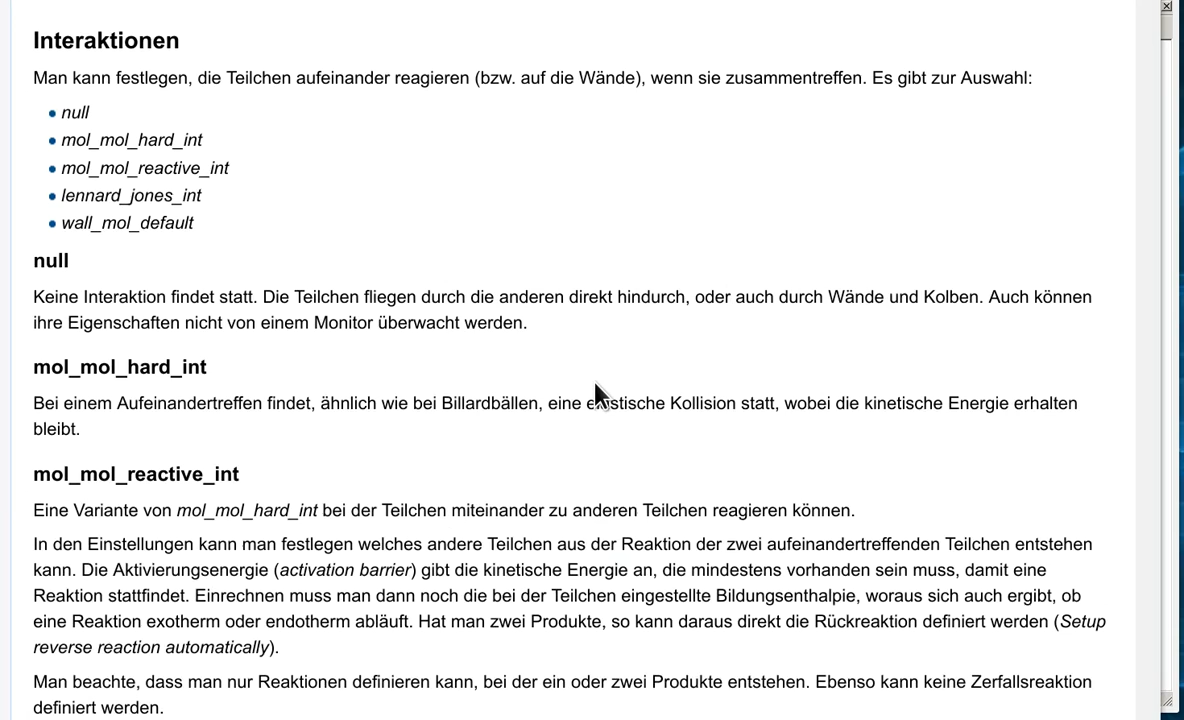 Interaktionen
Man kann festlegen, die Teilchen aufeinander reagieren (bzw. auf die Wände), wenn sie zusammentreffen. Es gibt zur Auswahl:
• null
• mol_mol_hard_int
• mol_mol_reactive_int
• lennard_jones_int
• wall_mol_default
null
Keine Interaktion findet statt. Die Teilchen fliegen durch die anderen direkt hindurch, oder auch durch Wände und Kolben. Auch können
ihre Eigenschaften nicht von einem Monitor überwacht werden.
mol_mol_hard_int
Bei einem Aufeinandertreffen findet, ähnlich wie bei Billardbällen, eine Kollision statt, wobei die kinetische Energie erhalten
bleibt.
mol_mol_reactive_int
Eine Variante von mol_mol_hard_int bei der Teilchen miteinander zu anderen Teilchen reagieren können.
In den Einstellungen kann man festlegen welches andere Teilchen aus der Reaktion der zwei aufeinandertreffenden Teilchen entstehen
kann. Die Aktivierungsenergie (activation barrier) gibt die kinetische Energie an, die mindestens vorhanden sein muss, damit eine
Reaktion stattfindet. Einrechnen muss man dann noch die bei der Teilchen eingestellte Bildungsenthalpie, woraus sich auch ergibt, ob
eine Reaktion exotherm oder endotherm abläuft. Hat man zwei Produkte, so kann daraus direkt die Rückreaktion definiert werden (Setup
reverse reaction automatically).
Man beachte, dass man nur Reaktionen definieren kann, bei der ein oder zwei Produkte entstehen. Ebenso kann keine Zerfallsreaktion
definiert werden.